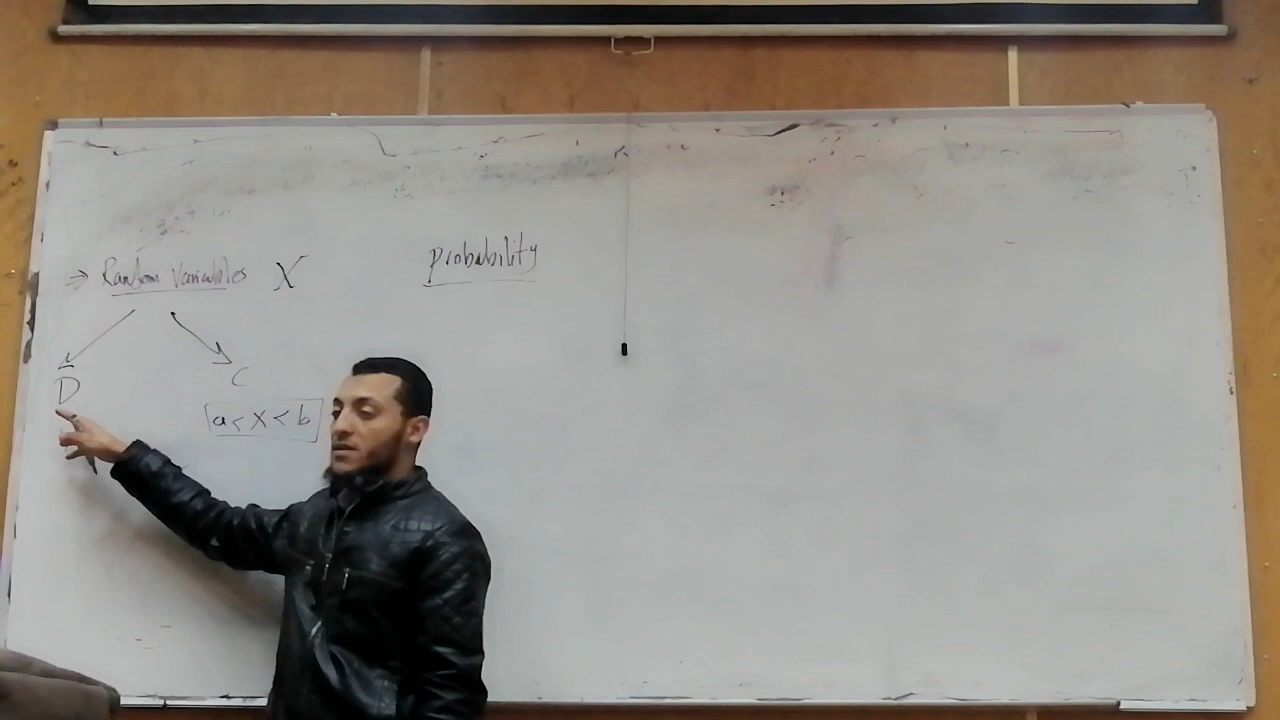 probability
⇒ Random Variables X
D
C
a < X < b